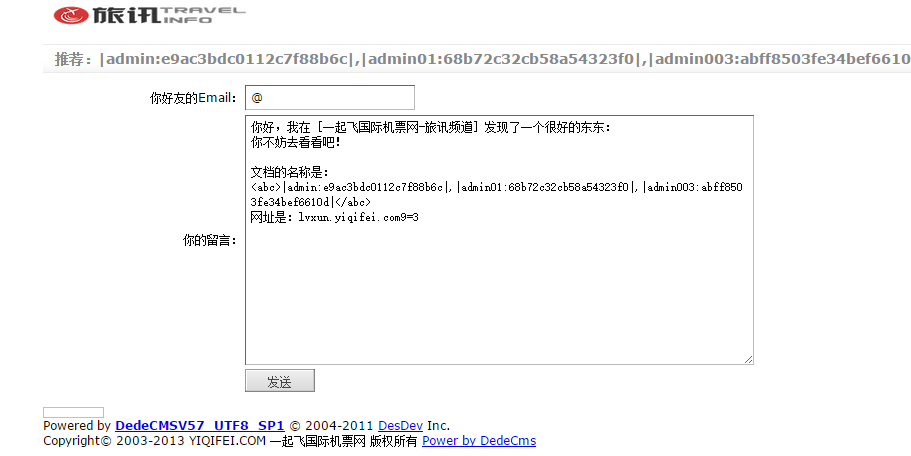 旅讯 TRAVEL INFO
推荐：|admin:e9ac3bdc0112c7f88b6c|,|admin01:68b72c32cb58a54323f0|,|admin003:abff8503fe34bef6610
你好友的Email： @
你好，我在 [一起飞国际机票网-旅讯频道] 发现了一个很好的东东：
你不妨去看看吧！
文档的名称是：
<abc>|admin:e9ac3bdc0112c7f88b6c|,|admin01:68b72c32cb58a54323f0|,|admin003:abff850
3fe34bef6610d|</abc>
网址是：lvxun.yiqifei.com9=3
你的留言：
发送
Powered by DedeCMSV57_UTF8_SP1 © 2004-2011 DesDev Inc.
Copyright© 2003-2013 YIQIFEI.COM 一起飞国际机票网 版权所有 Power by DedeCms